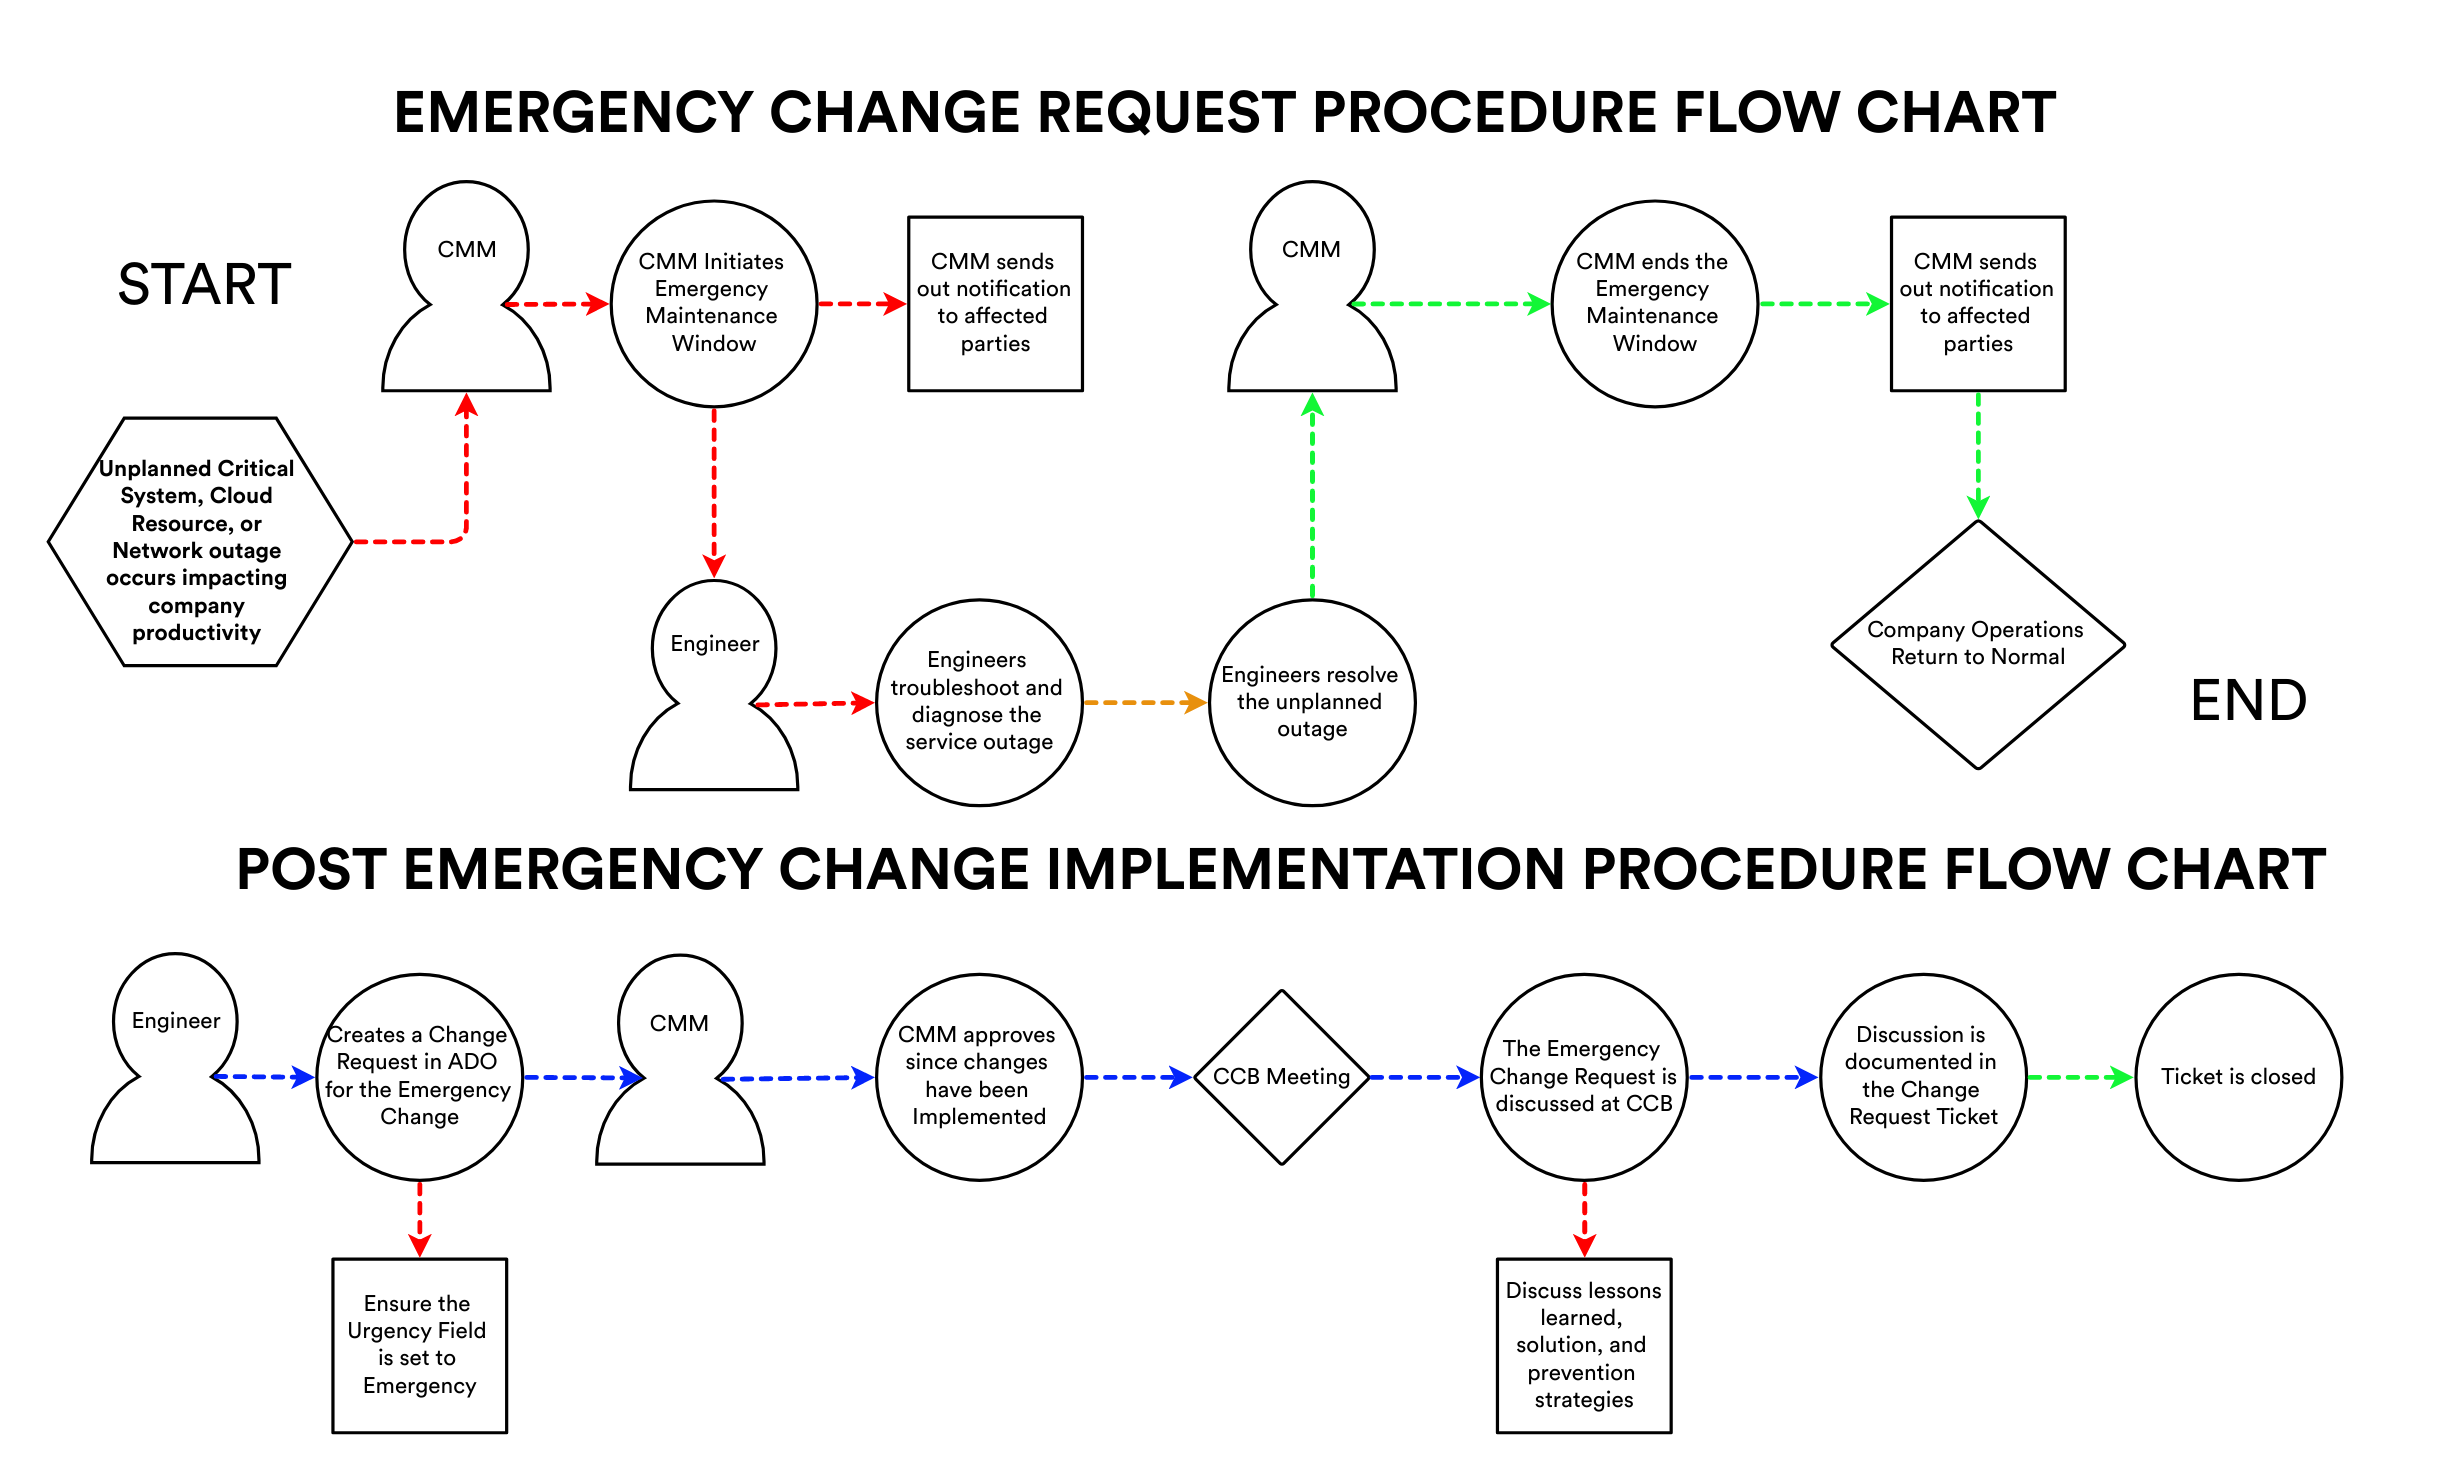 EMERGENCY CHANGE REQUEST PROCEDURE FLOW CHART
START
CMM
CMM Initiates
Emergency
Maintenance
Window
CMM sends
out notification
to affected
parties
CMM
CMM ends the
Emergency
Maintenance
Window
CMM sends
out notification
to affected
parties
Unplanned Critical
System, Cloud
Resource, or
Network outage
occurs impacting
company
productivity
Engineer
Engineers
troubleshoot and
diagnose the
service outage
Engineers resolve
the unplanned
outage
Company Operations
Return to Normal
END
POST EMERGENCY CHANGE IMPLEMENTATION PROCEDURE FLOW CHART
Engineer
Creates a Change
Request in ADO
for the Emergency
Change
CMM
CMM approves
since changes
have been
Implemented
CCB Meeting
The Emergency
Change Request is
discussed at CCB
Discussion is
documented in
the Change
Request Ticket
Ticket is closed
Ensure the
Urgency Field
is set to
Emergency
Discuss lessons
learned,
solution, and
prevention
strategies